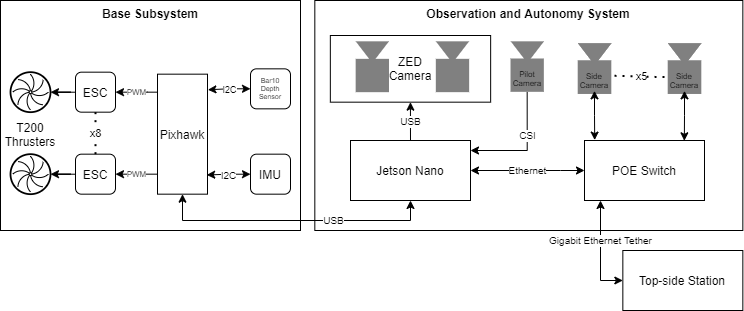 Base Subsystem
T200
Thrusters
ESC
x8
ESC
PWM
PWM
Pixhawk
I2C
I2C
Bar10
Depth
Sensor
IMU
USB
Observation and Autonomy System
ZED
Camera
Pilot
Camera
Side
Camera
x5
Side
Camera
USB
CSI
Jetson Nano
Ethernet
POE Switch
Gigabit Ethernet Tether
Top-side Station